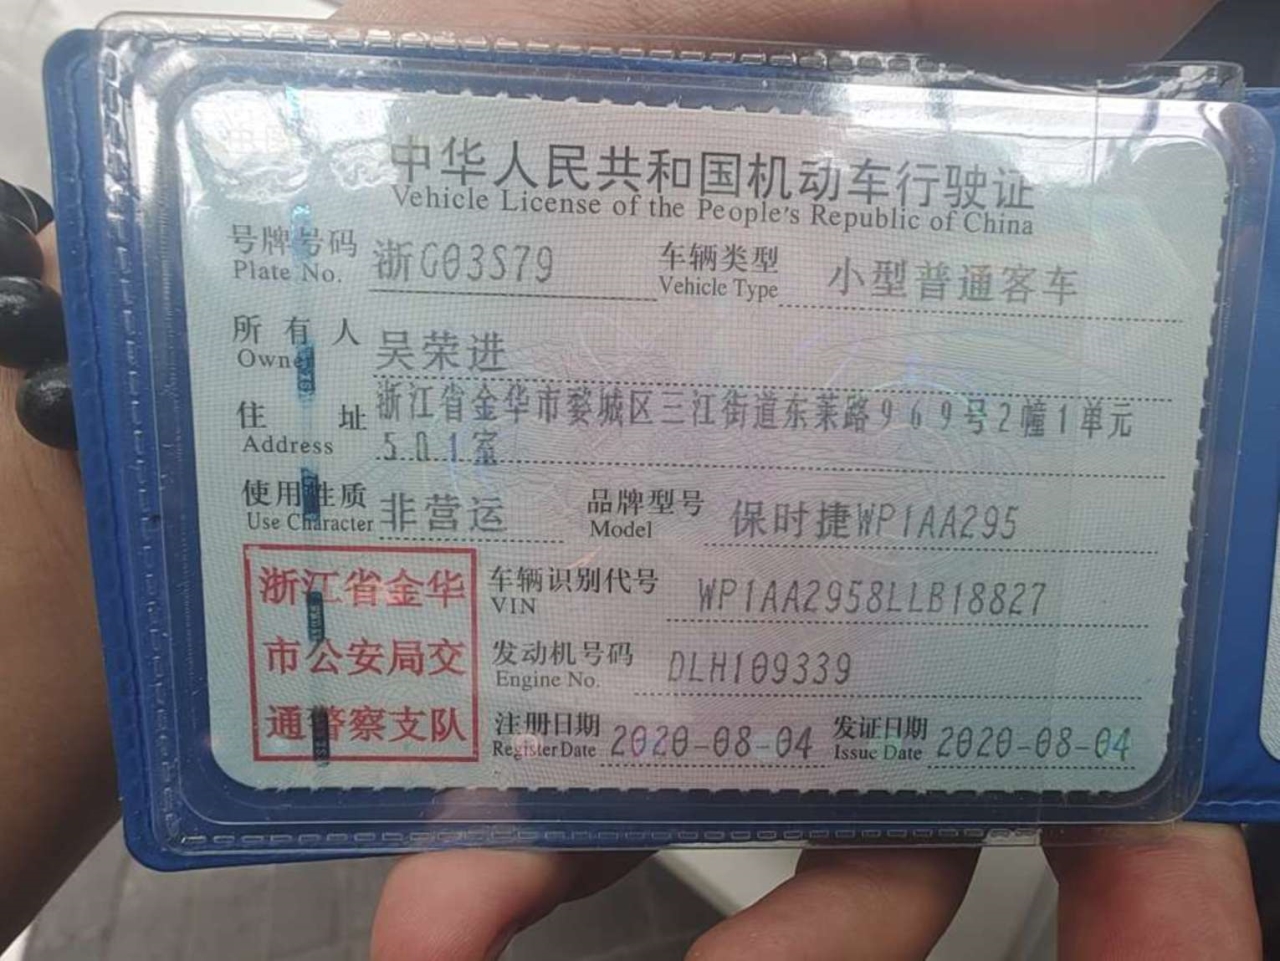 中华人民共和国机动车行驶证
Vehicle License of the People's Republic of China
号牌号码 浙G03S79 车辆类型 小型普通客车
Plate No. Vehicle Type
所有人 吴荣进
Owner
住址 浙江省金华市婺城区三江街道东莱路969号2幢1单元
Address 501室
使用性质 非营运 品牌型号 保时捷WP1AA295
Use Character Model
浙江省金华 车辆识别代号 WP1AA2958LLB18827
VIN
市公安局交 发动机号码 DLH109339
Engine No.
通警察支队 注册日期 2020-08-04 发证日期 2020-08-04
Register Date Issue Date